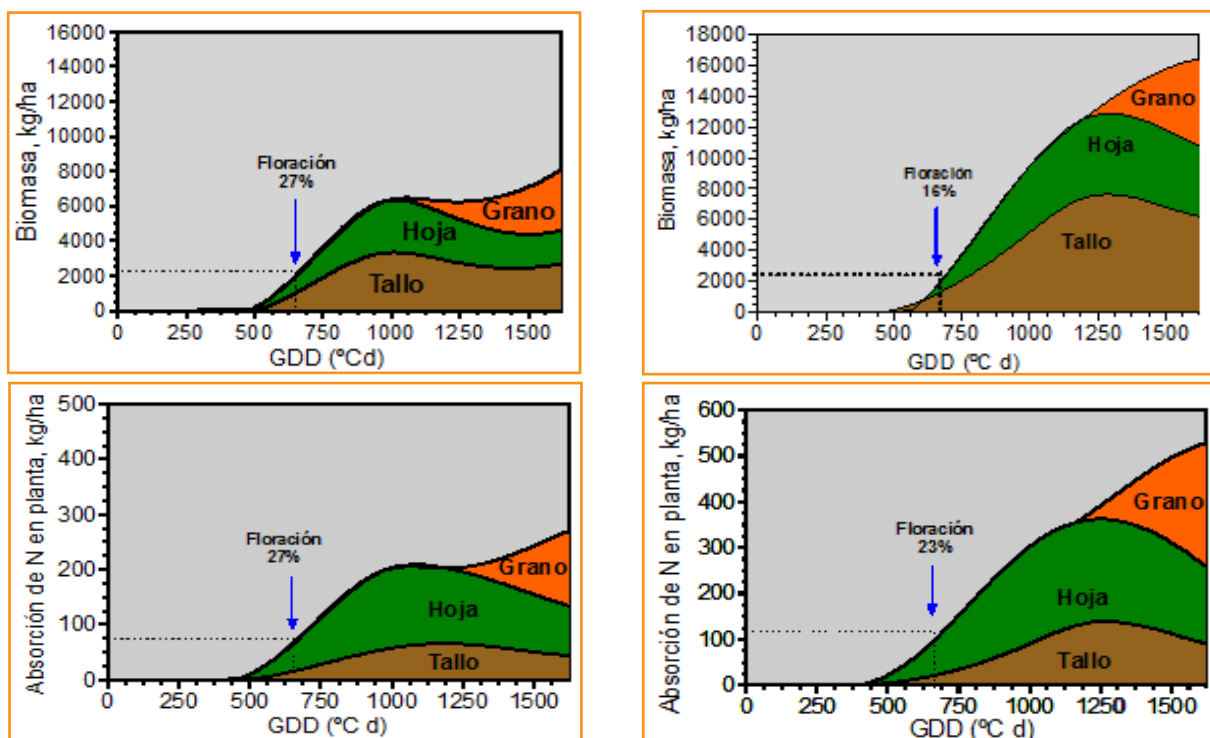 Biomasa, kg/ha
16000
14000
12000
10000
8000
6000
4000
2000
0
Floración
27%
Grano
Hoja
Tallo
0 250 500 750 1000 1250 1500
GDD (ºCd)
Biomasa, kg/ha
18000
16000
14000
12000
10000
8000
6000
4000
2000
0
Floración
16%
Grano
Hoja
Tallo
0 250 500 750 1000 1250 1500
GDD (ºC d)
Absorción de N en planta, kg/ha
500
400
300
200
100
0
Floración
27%
Grano
Hoja
Tallo
0 250 500 750 1000 1250 1500
GDD (ºC d)
Absorción de N en planta, kg/ha
600
500
400
300
200
100
0
Floración
23%
Grano
Hoja
Tallo
0 250 500 750 1000 1250 1500
GDD (ºC d)